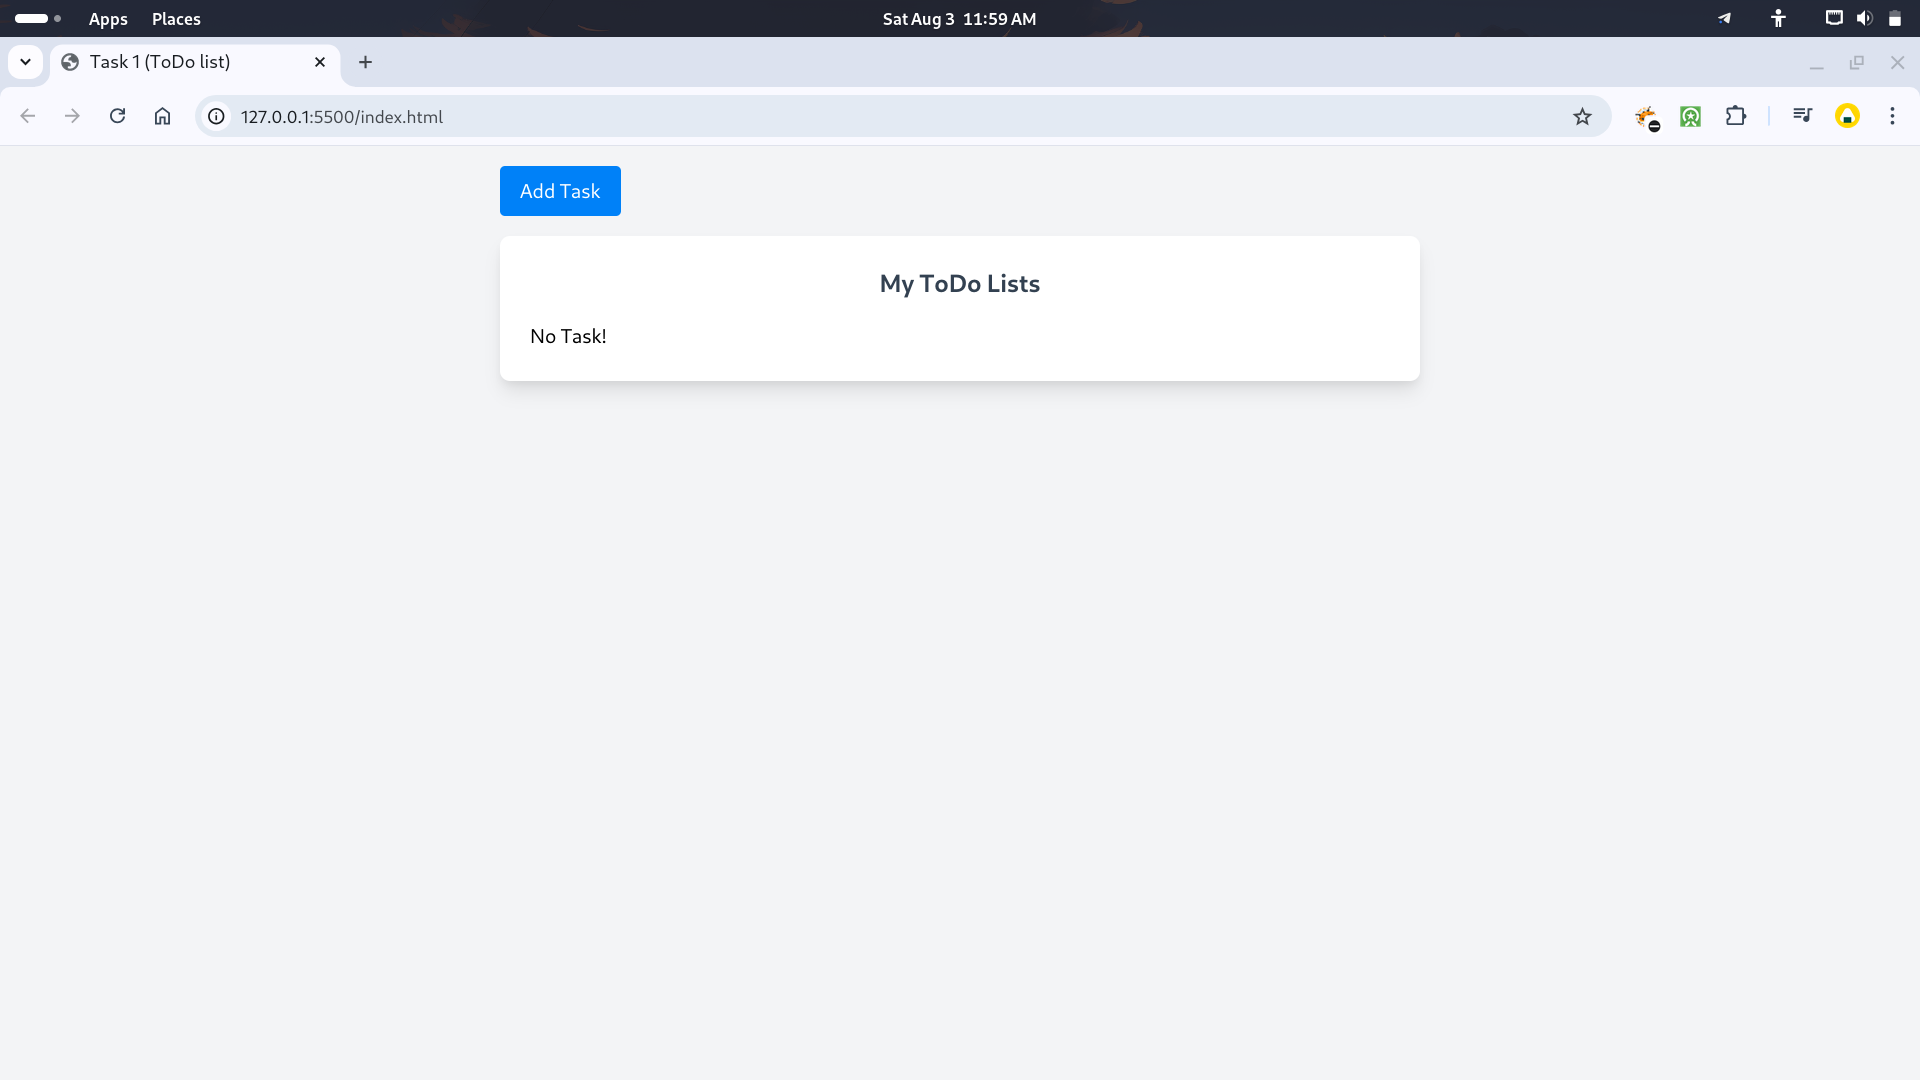 Apps Places Sat Aug 3 11:59 AM
Task 1 (ToDo list)
127.0.0.1:5500/index.html
Add Task
My ToDo Lists
No Task!